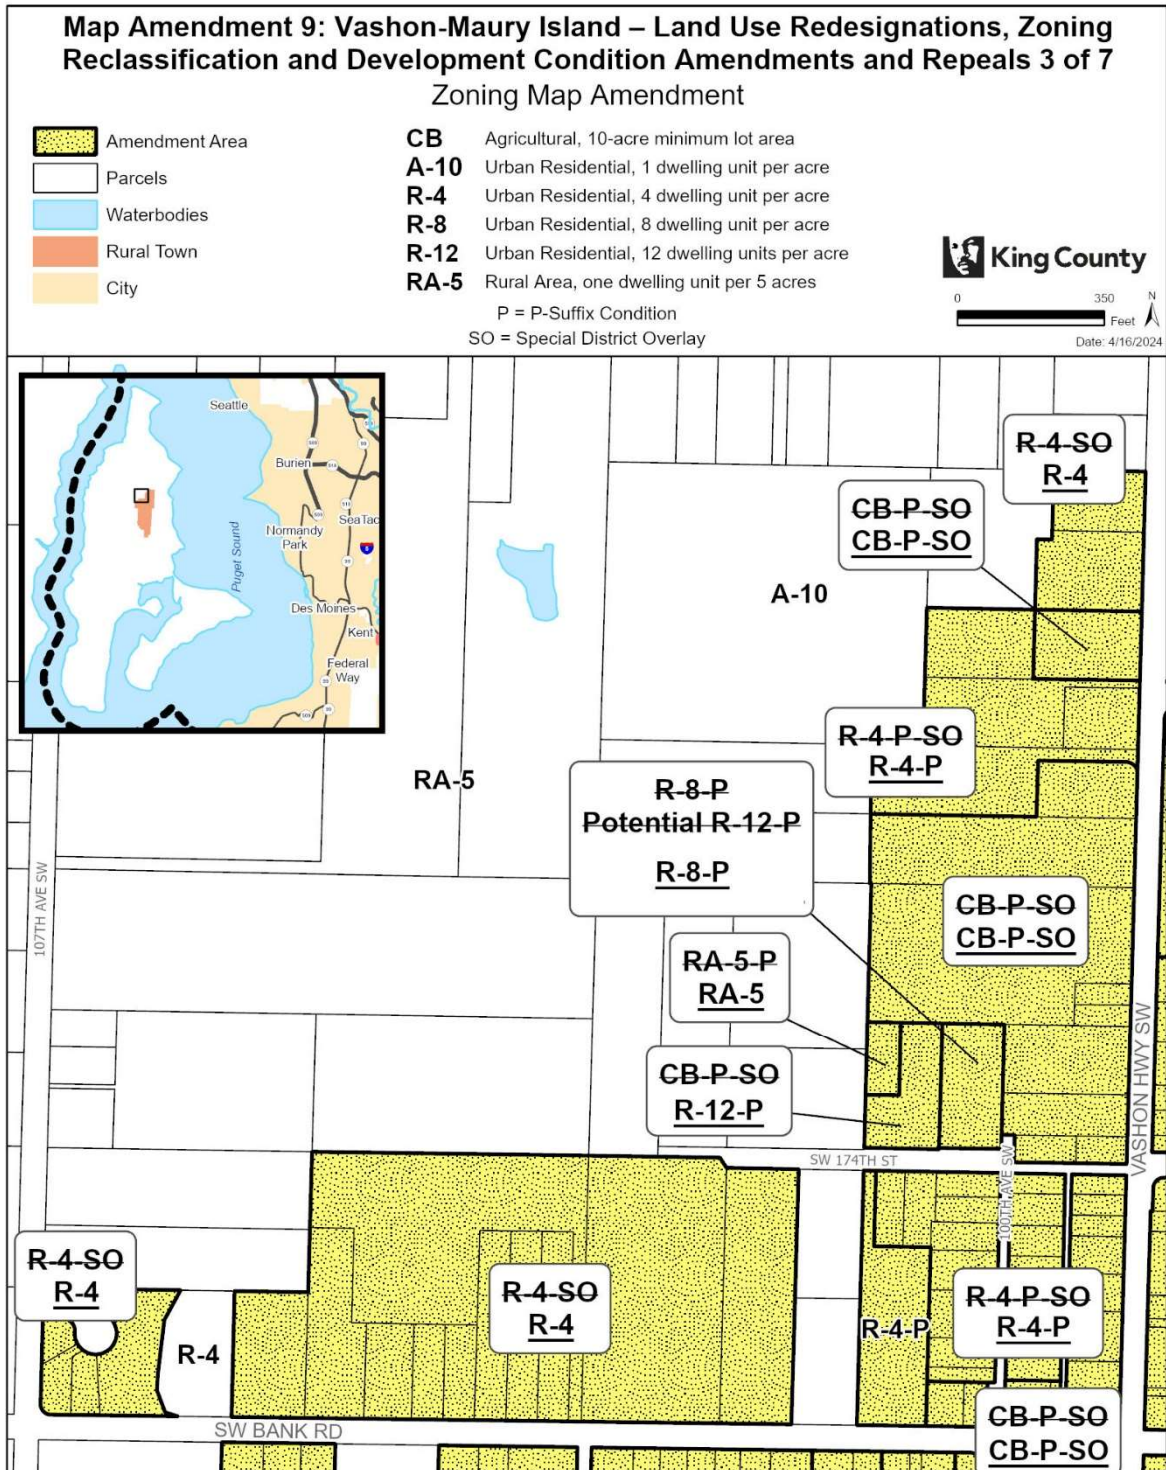 Map Amendment 9: Vashon-Maury Island – Land Use Redesignations, Zoning
Reclassification and Development Condition Amendments and Repeals 3 of 7
Zoning Map Amendment
Amendment Area
Parcels
Waterbodies
Rural Town
City
CB Agricultural, 10-acre minimum lot area
A-10 Urban Residential, 1 dwelling unit per acre
R-4 Urban Residential, 4 dwelling unit per acre
R-8 Urban Residential, 8 dwelling unit per acre
R-12 Urban Residential, 12 dwelling units per acre
RA-5 Rural Area, one dwelling unit per 5 acres
P = P-Suffix Condition
SO = Special District Overlay
King County
0 350
Feet
N
Date: 4/16/2024
Seattle
Burien
Normandy
Park
SeaTac
Puget Sound
Des Moines
Kent
Federal
Way
R-4-SO
R-4
CB-P-SO
CB-P-SO
A-10
R-4-P-SO
R-4-P
RA-5
R-8-P
Potential R-12-P
R-8-P
CB-P-SO
CB-P-SO
107TH AVE SW
RA-5-P
RA-5
CB-P-SO
R-12-P
VASHON HWY SW
SW 174TH ST
100TH AVE SW
R-4-SO
R-4
R-4
R-4-SO
R-4
R-4-P
R-4-P-SO
R-4-P
CB-P-SO
CB-P-SO
SW BANK RD